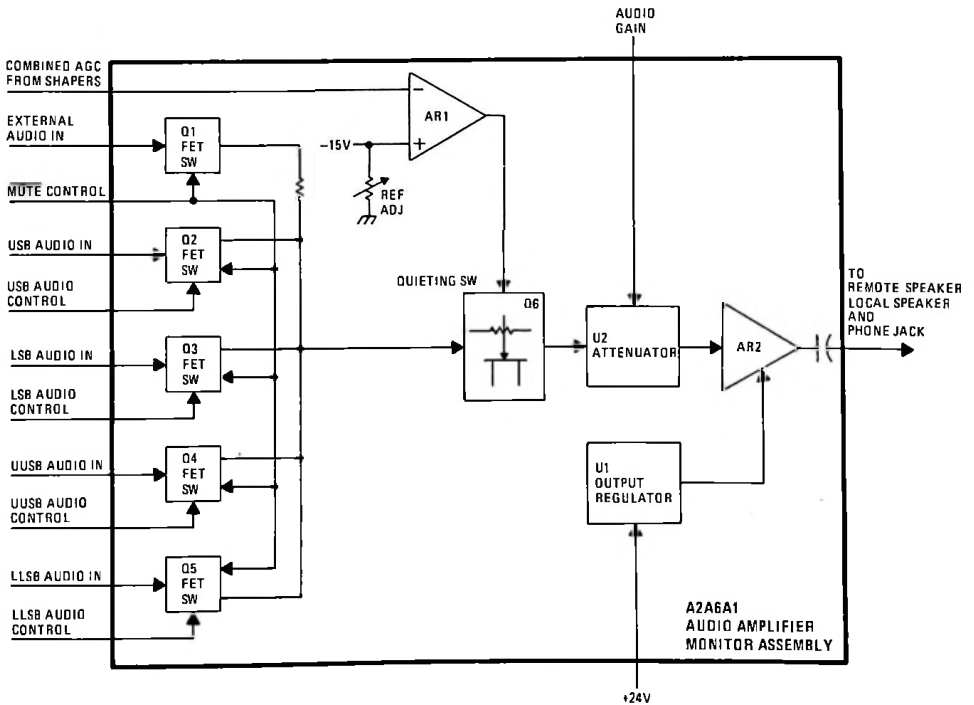 AUDIO
GAIN
COMBINED AGC
FROM SHAPERS
−
AR1
+
−15V
REF
ADJ
EXTERNAL
AUDIO IN
Q1
FET
SW
MUTE CONTROL
USB AUDIO IN
Q2
FET
SW
USB AUDIO
CONTROL
QUIETING SW
Q6
TO
REMOTE SPEAKER
LOCAL SPEAKER
AND
PHONE JACK
U2
ATTENUATOR
AR2
LSB AUDIO IN
Q3
FET
SW
LSB AUDIO
CONTROL
UUSB AUDIO IN
Q4
FET
SW
UUSB AUDIO
CONTROL
U1
OUTPUT
REGULATOR
LLSB AUDIO IN
Q5
FET
SW
LLSB AUDIO
CONTROL
A2A6A1
AUDIO AMPLIFIER
MONITOR ASSEMBLY
+24V